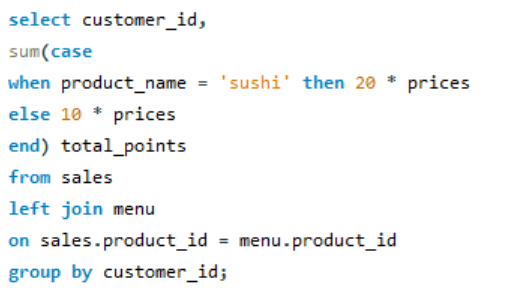 select customer_id,
sum(case
when product_name = 'sushi' then 20 * prices
else 10 * prices
end) total_points
from sales
left join menu
on sales.product_id = menu.product_id
group by customer_id;